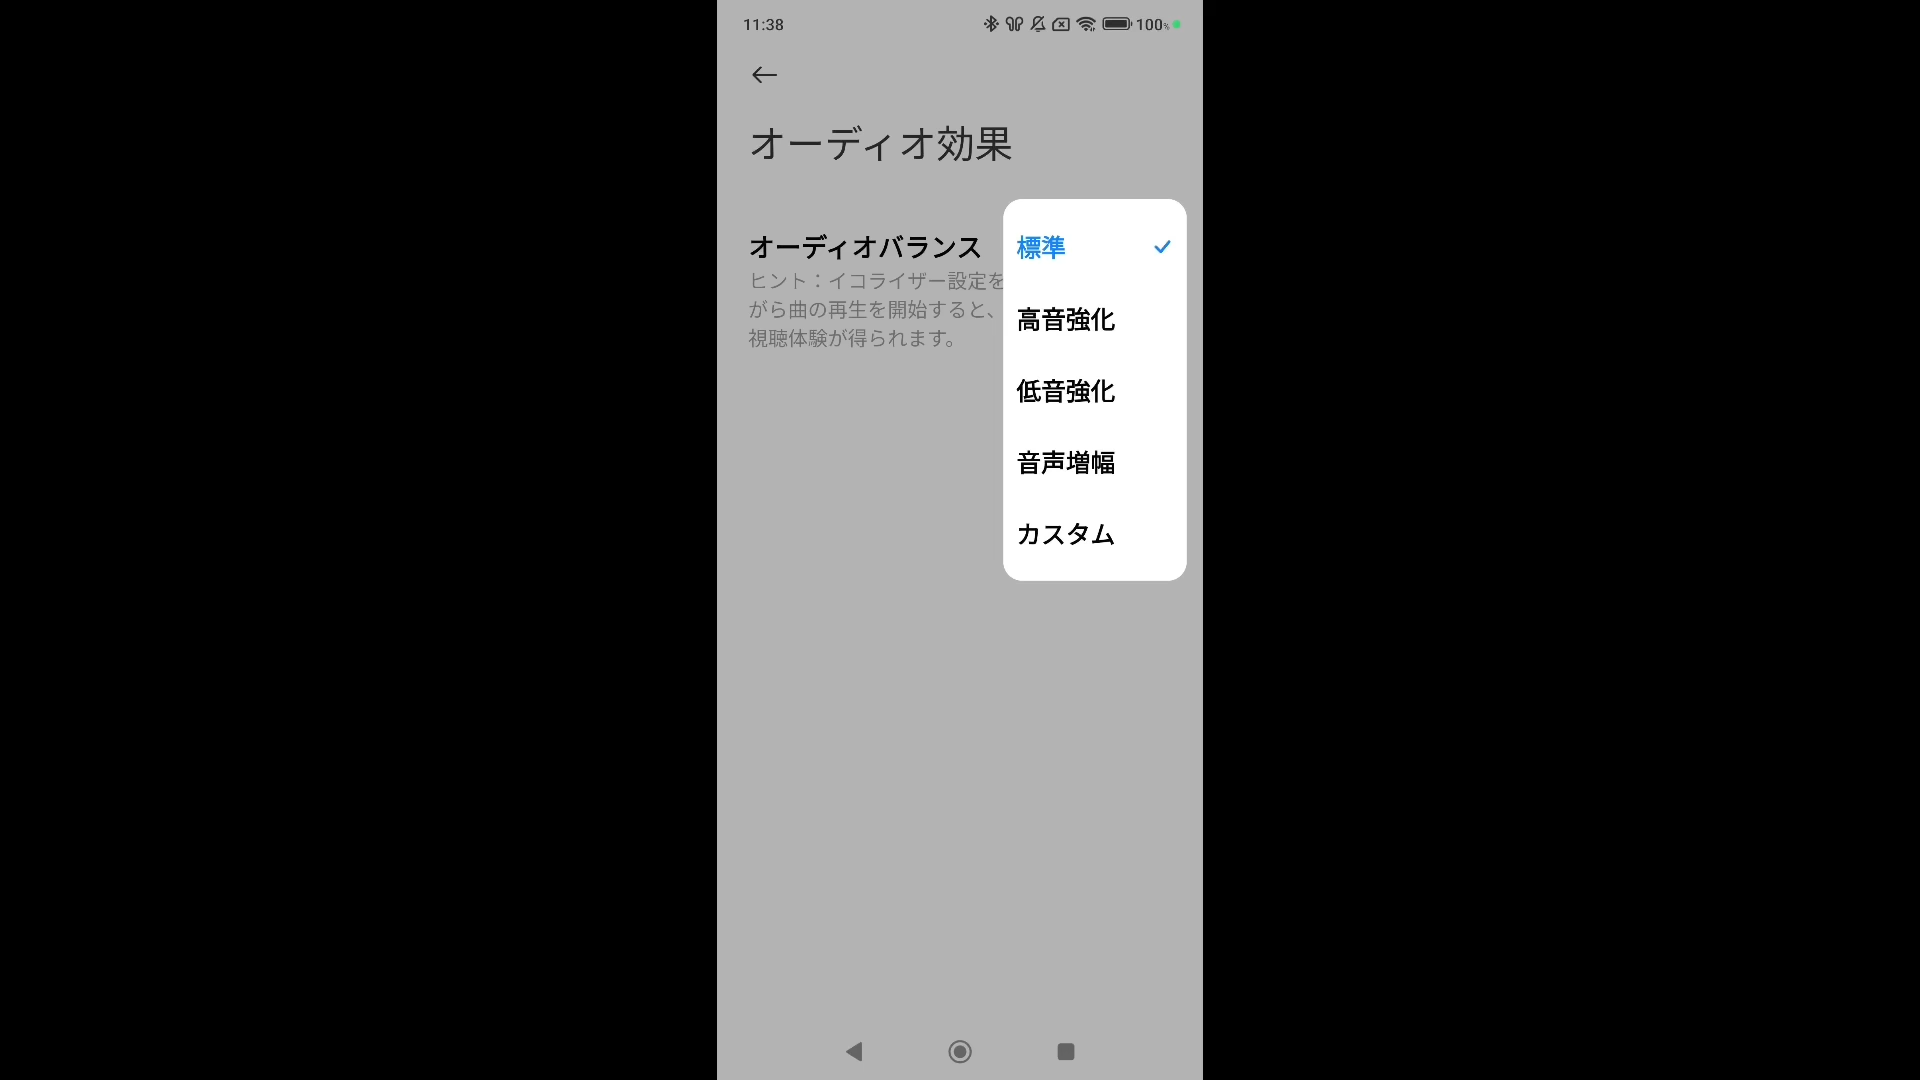 11:38
100%
オーディオ効果
オーディオバランス
ヒント：イコライザー設定を
がら曲の再生を開始すると、
視聴体験が得られます。
標準
高音強化
低音強化
音声増幅
カスタム